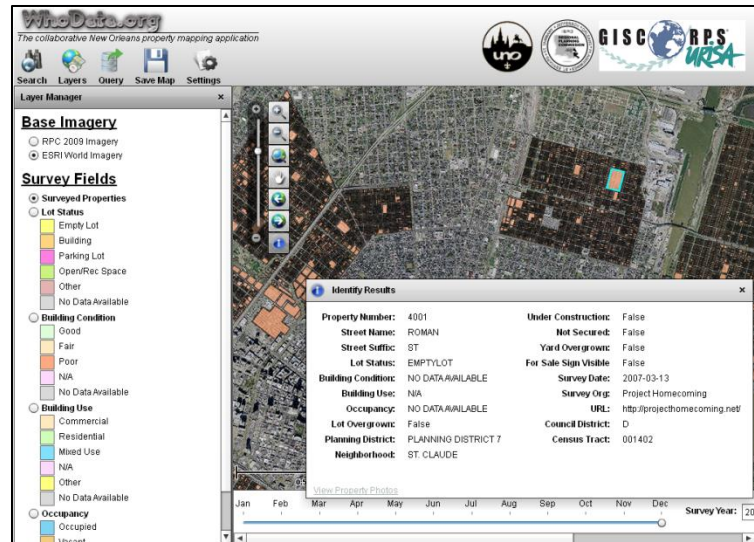 WhoData.org
The collaborative New Orleans property mapping application
Search Layers Query Save Map Settings
uno
REGIONAL PLANNING COMMISSION
GISCORPS
URISA
Layer Manager x
Base Imagery
RPC 2009 Imagery
ESRI World Imagery
Survey Fields
Surveyed Properties
Lot Status
Empty Lot
Building
Parking Lot
Open/Rec Space
Other
No Data Available
Building Condition
Good
Fair
Poor
N/A
No Data Available
Building Use
Commercial
Residential
Mixed Use
N/A
Other
No Data Available
Occupancy
Occupied
Vacant
Identify Results x
Property Number: 4001
Street Name: ROMAN
Street Suffix: ST
Lot Status: EMPTYLOT
Building Condition: NO DATA AVAILABLE
Building Use: N/A
Occupancy: NO DATA AVAILABLE
Lot Overgrown: False
Planning District: PLANNING DISTRICT 7
Neighborhood: ST. CLAUDE
Under Construction: False
Not Secured: False
Yard Overgrown: False
For Sale Sign Visible False
Survey Date: 2007-03-13
Survey Org: Project Homecoming
URL: http://projecthomecoming.net/
Council District: D
Census Tract: 001402
View Property Photos
Jan Feb Mar Apr May Jun Jul Aug Sep Oct Nov Dec
Survey Year: 20